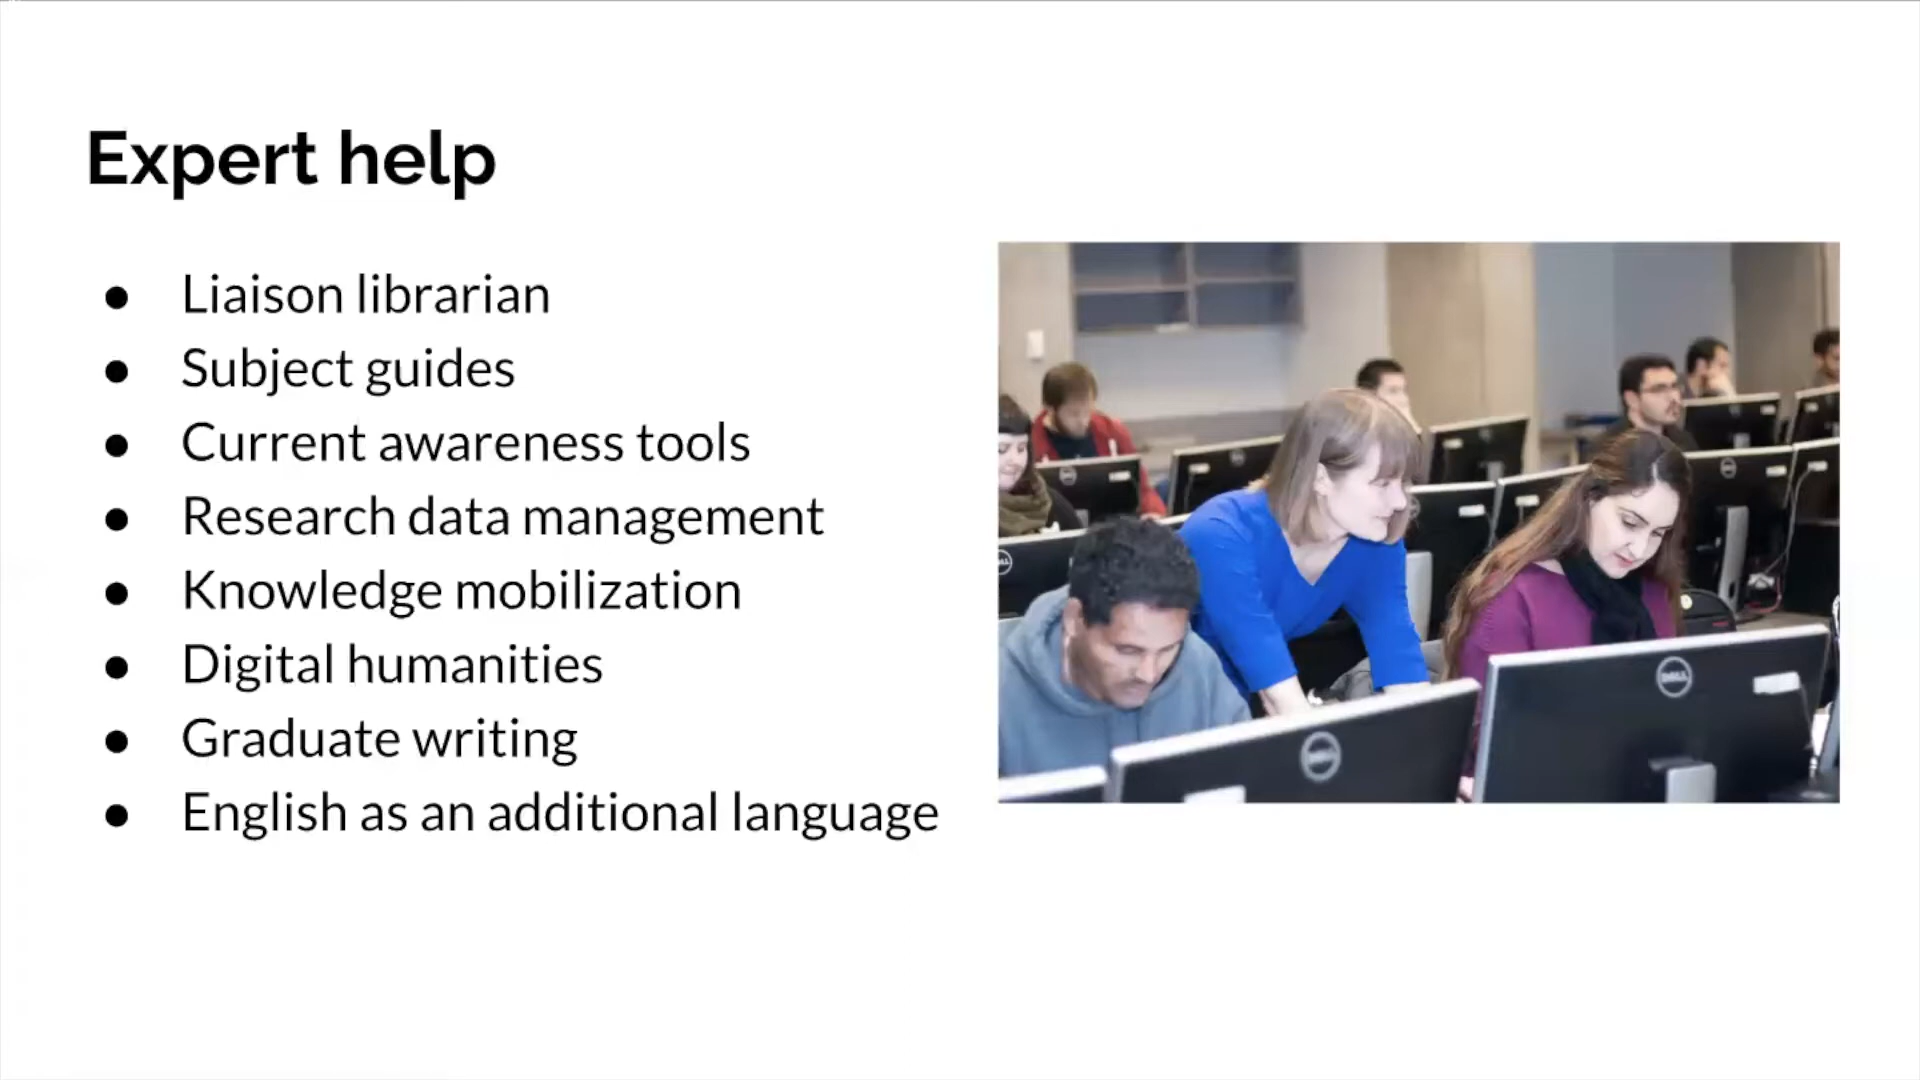 Expert help
● Liaison librarian
● Subject guides
● Current awareness tools
● Research data management
● Knowledge mobilization
● Digital humanities
● Graduate writing
● English as an additional language
DELL